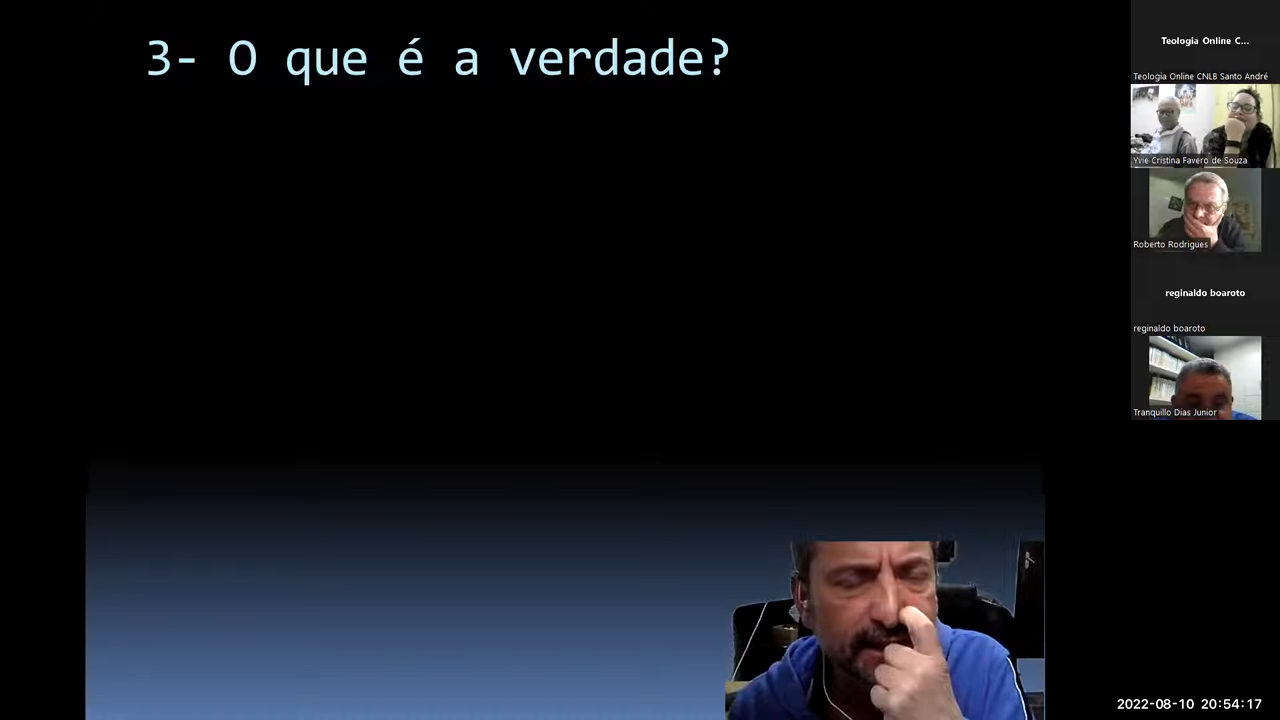 3- O que é a verdade?
Teologia Online C...
Teologia Online CNLB Santo André
Yvie Cristina Favero de Souza
Roberto Rodrigues
reginaldo boaroto
reginaldo boaroto
Tranquillo Dias Junior
2022-08-10 20:54:17